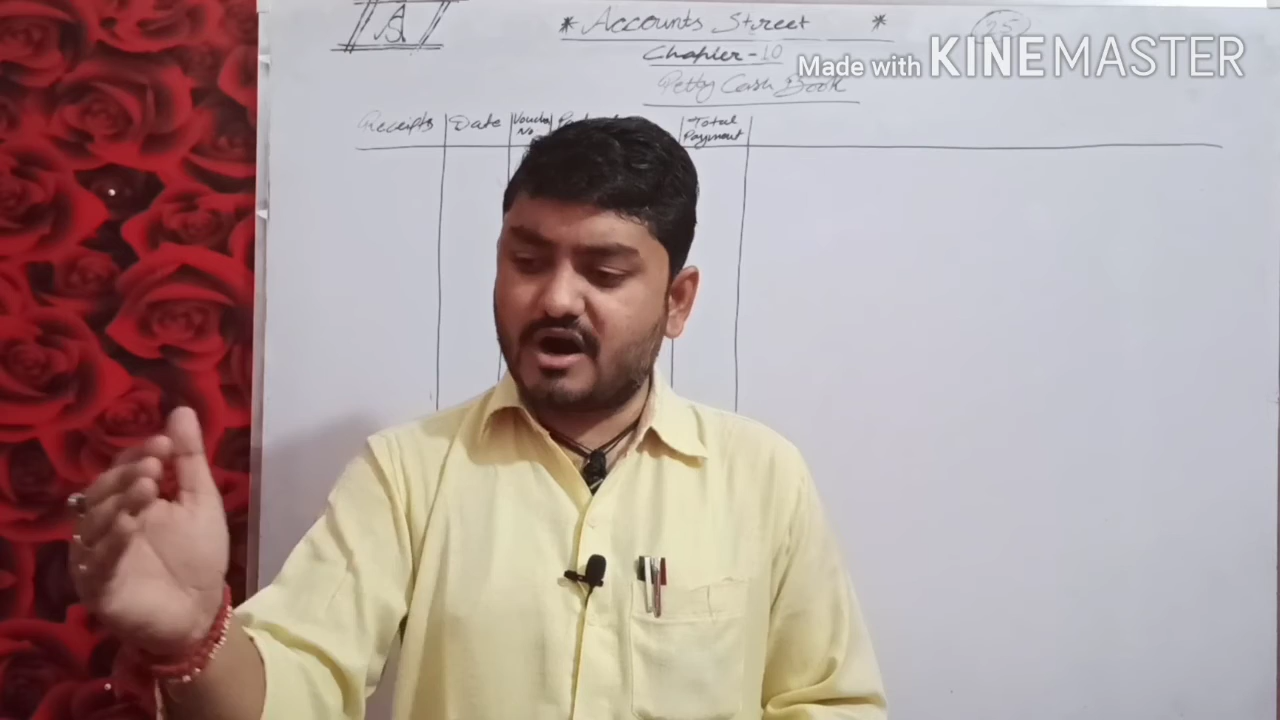 * Accounts Street *
25
Chapter - 10
Made with KINEMASTER
Petty Cash Book
Receipts Date Voucher No Total Payment